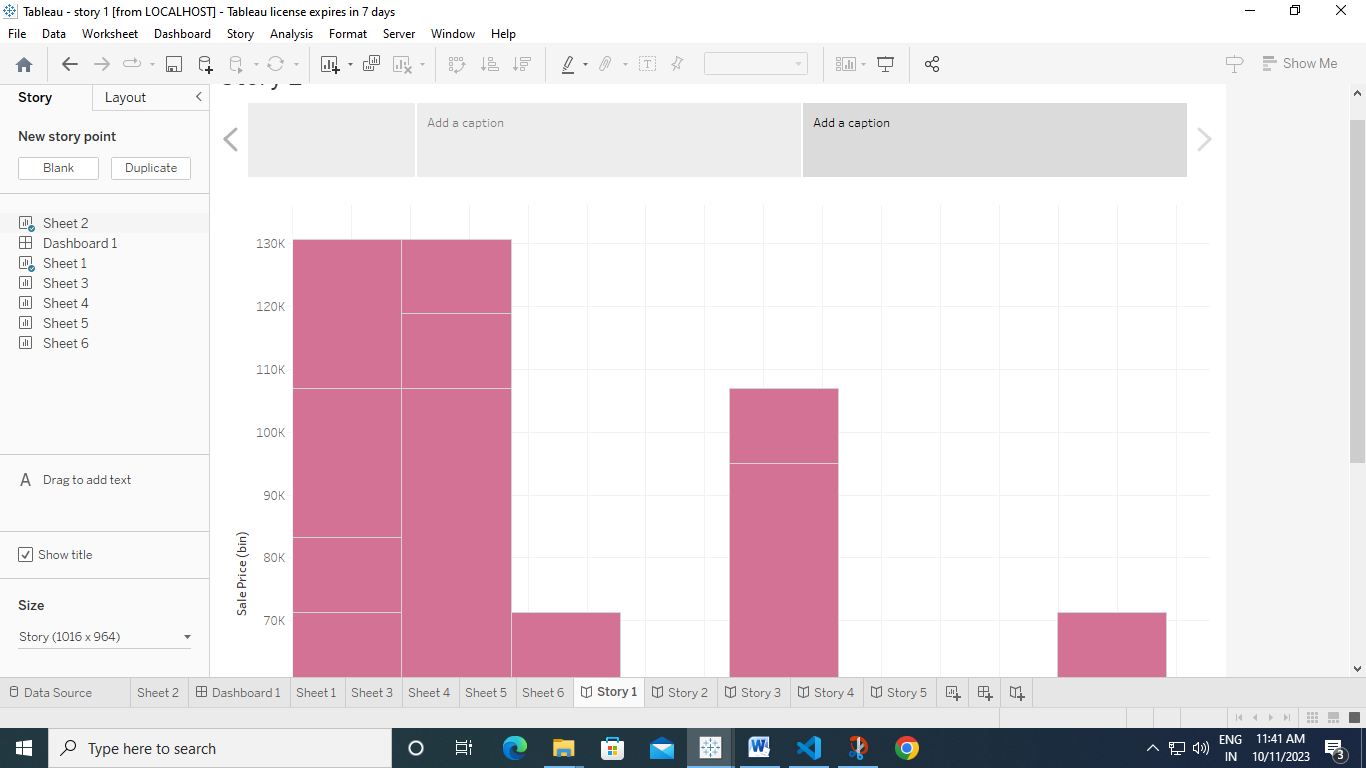 Tableau - story 1 [from LOCALHOST] - Tableau license expires in 7 days
File Data Worksheet Dashboard Story Analysis Format Server Window Help
Show Me
Story Layout
New story point
Blank Duplicate
Sheet 2
Dashboard 1
Sheet 1
Sheet 3
Sheet 4
Sheet 5
Sheet 6
A Drag to add text
Show title
Size
Story (1016 x 964)
Add a caption
Add a caption
130K
120K
110K
100K
90K
80K
70K
Sale Price (bin)
Data Source Sheet 2 Dashboard 1 Sheet 1 Sheet 3 Sheet 4 Sheet 5 Sheet 6 Story 1 Story 2 Story 3 Story 4 Story 5
Type here to search
ENG
IN
11:41 AM
10/11/2023
3